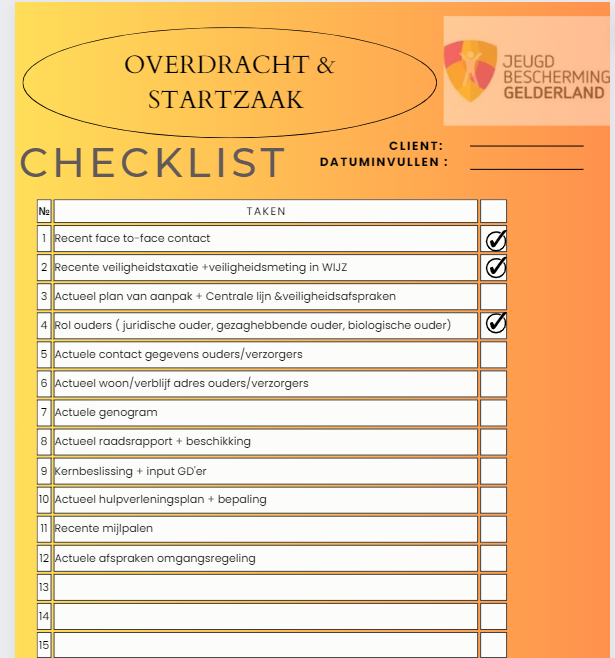 OVERDRACHT &
STARTZAAK
JEUGD
BESCHERMING
GELDERLAND
CHECKLIST
CLIENT:
DATUMINVULLEN :
№ TAKEN
1 Recent face to-face contact
2 Recente veiligheidstaxatie +veiligheidsmeting in WIJZ
3 Actueel plan van aanpak + Centrale lijn &veiligheidsafspraken
4 Rol ouders ( juridische ouder, gezaghebbende ouder, biologische ouder)
5 Actuele contact gegevens ouders/verzorgers
6 Actueel woon/verblijf adres ouders/verzorgers
7 Actuele genogram
8 Actueel raadsrapport + beschikking
9 Kernbeslissing + input GD'er
10 Actueel hulpverleningsplan + bepaling
11 Recente mijlpalen
12 Actuele afspraken omgangsregeling
13
14
15